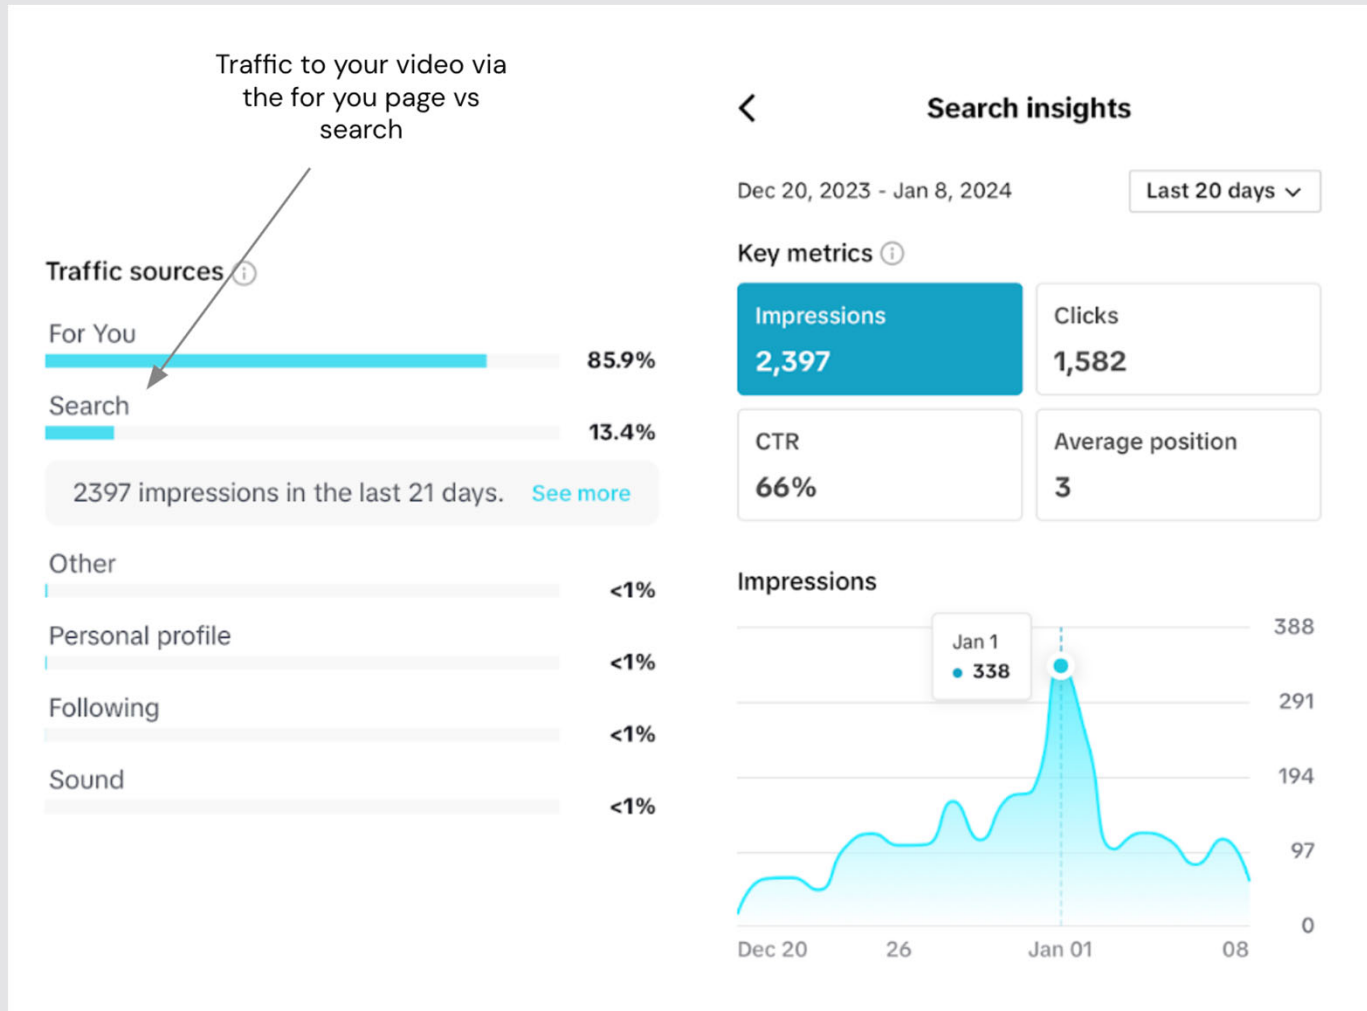 Traffic to your video via
the for you page vs
search
Traffic sources
For You
85.9%
Search
13.4%
2397 impressions in the last 21 days. See more
Other
<1%
Personal profile
<1%
Following
<1%
Sound
<1%
Search insights
Dec 20, 2023 - Jan 8, 2024
Last 20 days
Key metrics
Impressions
2,397
Clicks
1,582
CTR
66%
Average position
3
Impressions
Jan 1
338
388
291
194
97
0
Dec 20 26 Jan 01 08